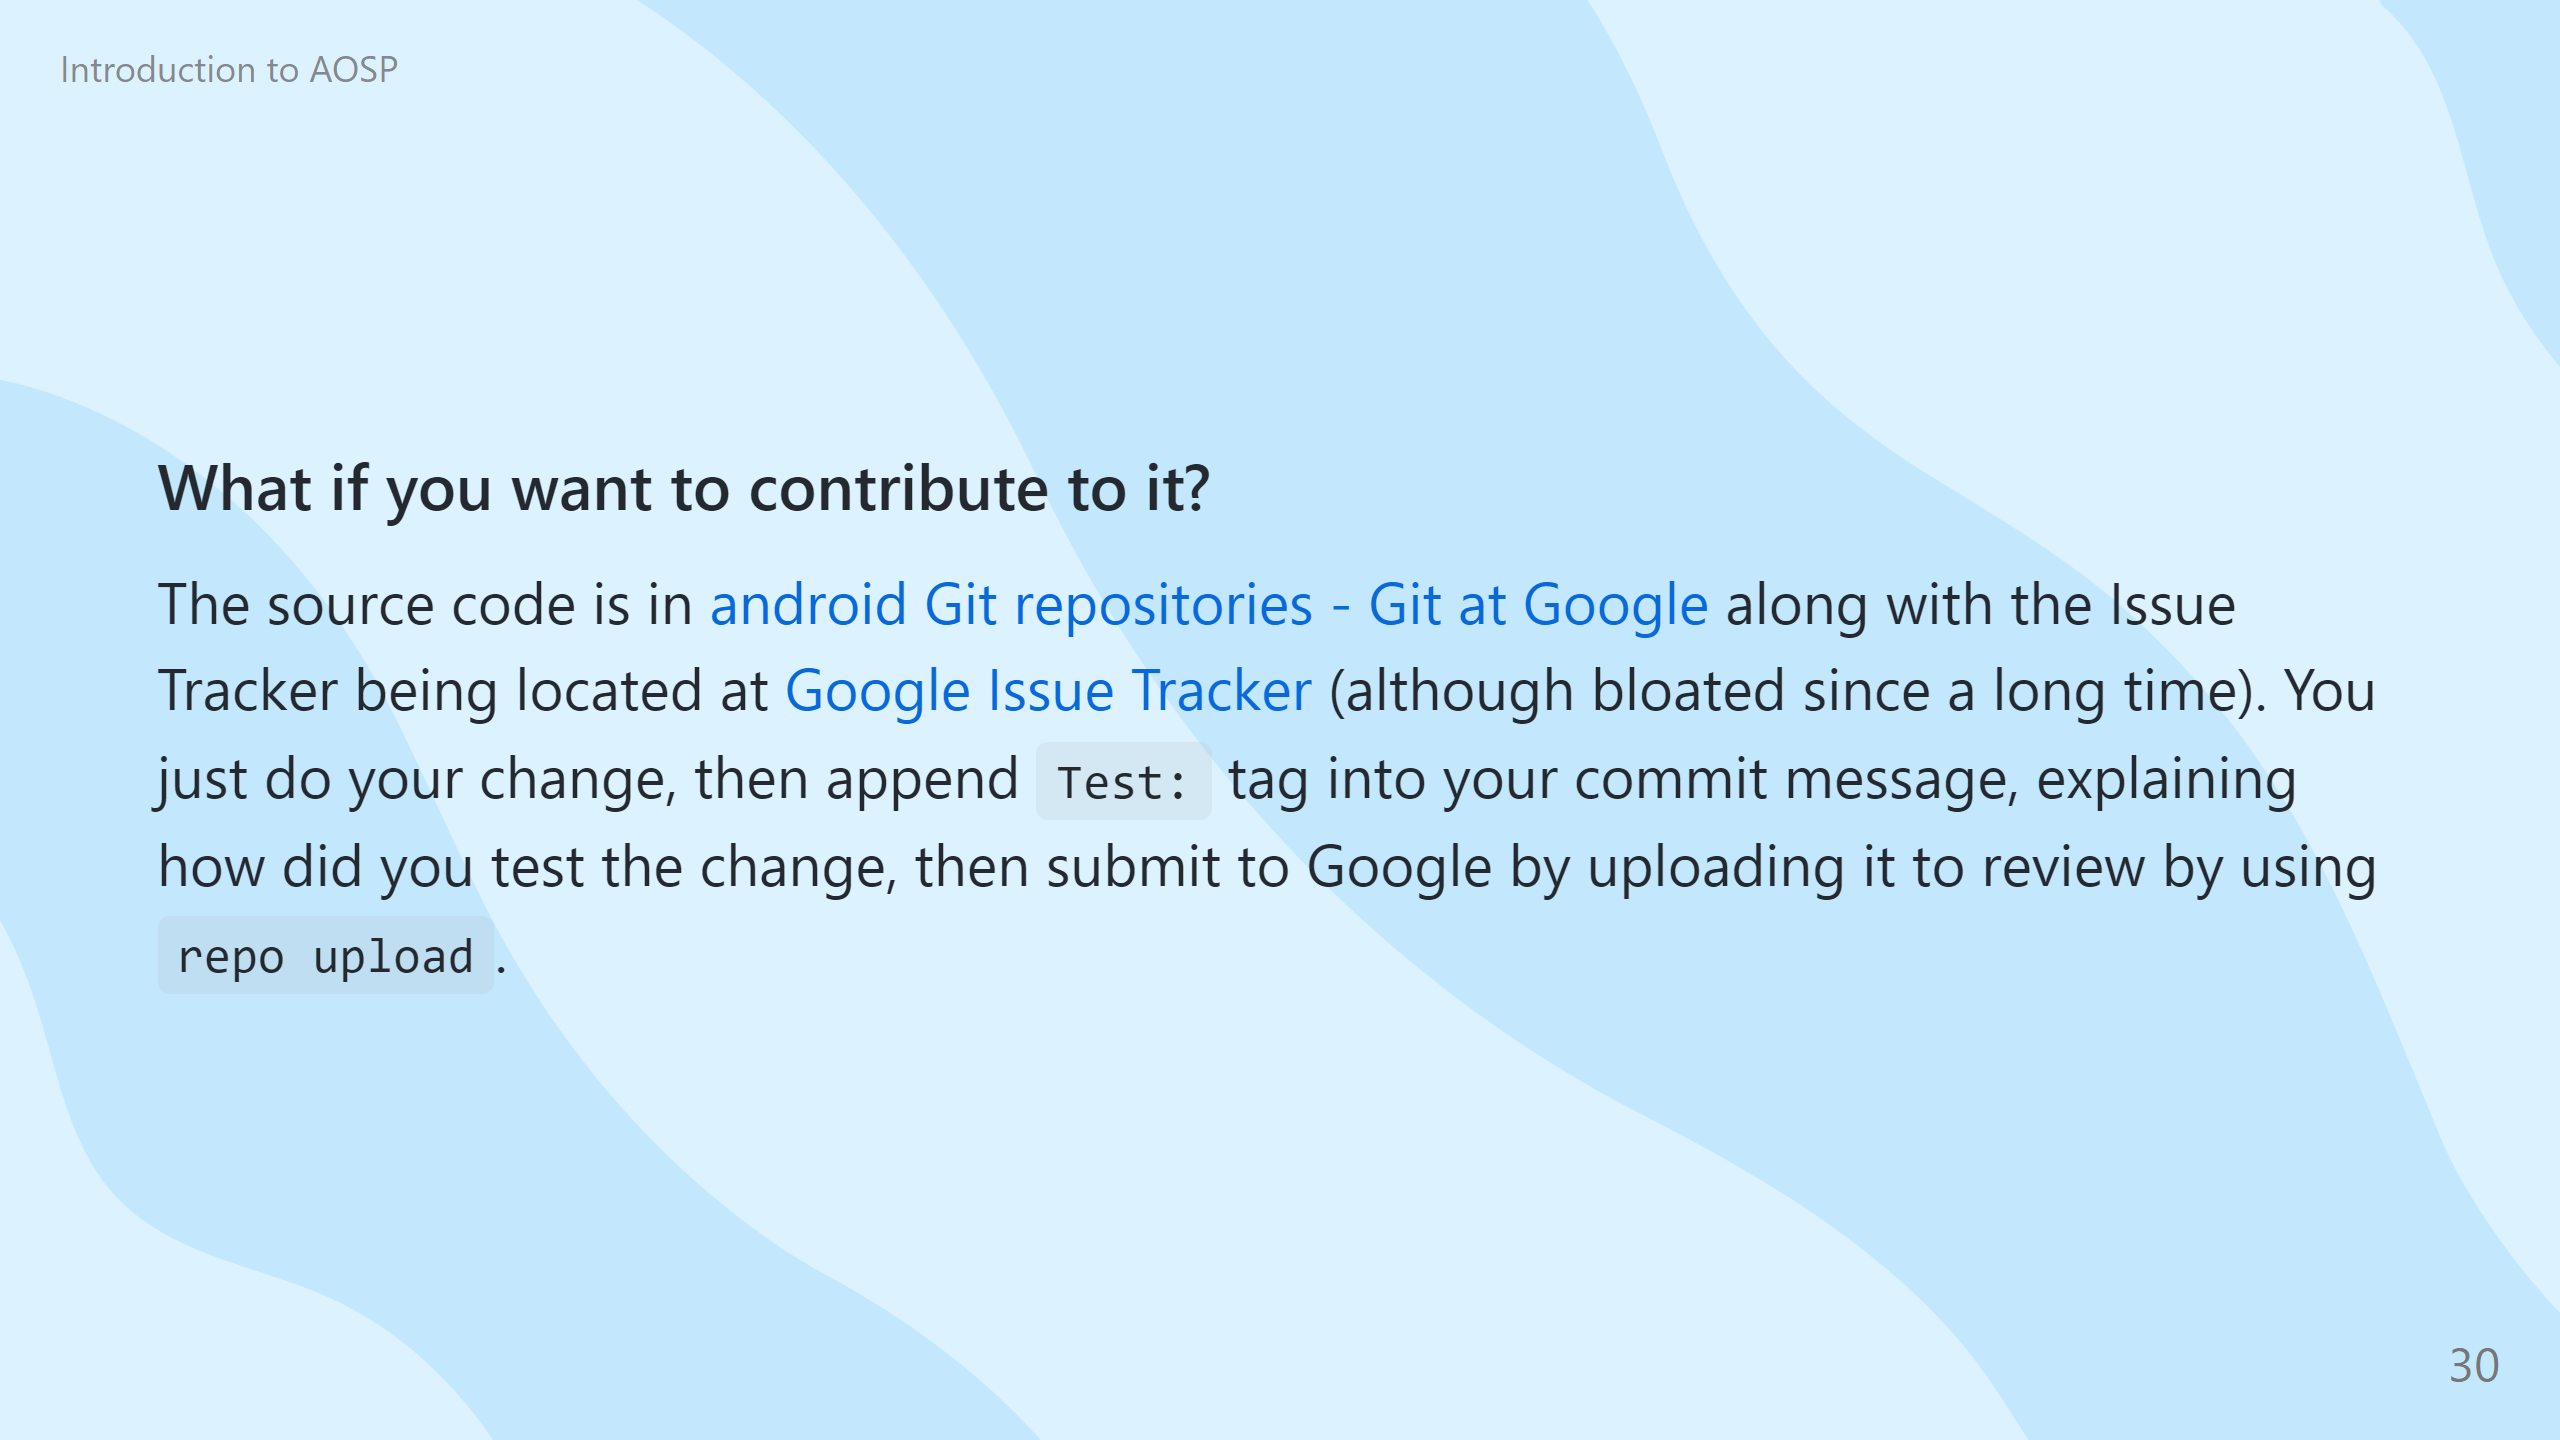 Introduction to AOSP
What if you want to contribute to it?
The source code is in android Git repositories - Git at Google along with the Issue
Tracker being located at Google Issue Tracker (although bloated since a long time). You
just do your change, then append Test: tag into your commit message, explaining
how did you test the change, then submit to Google by uploading it to review by using
repo upload.
30